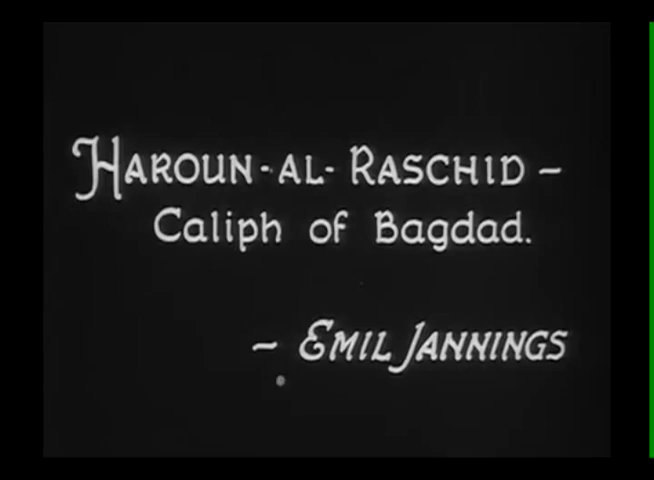 HAROUN-AL-RASCHID –
Caliph of Bagdad.
– EMIL JANNINGS